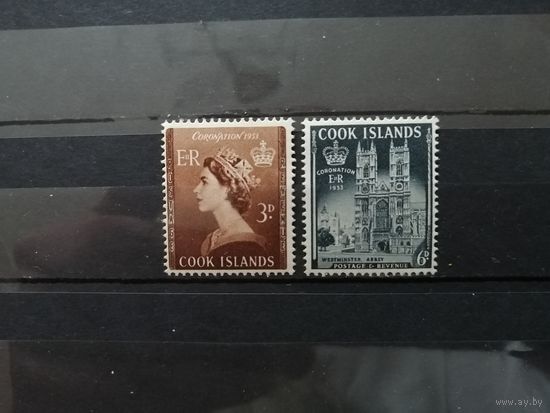 CORONATION 1953
E R
3D
COOK ISLANDS
COOK ISLANDS
CORONATION
E R
1953
WESTMINSTER ABBEY
POSTAGE & REVENUE
6D
www.ay.by